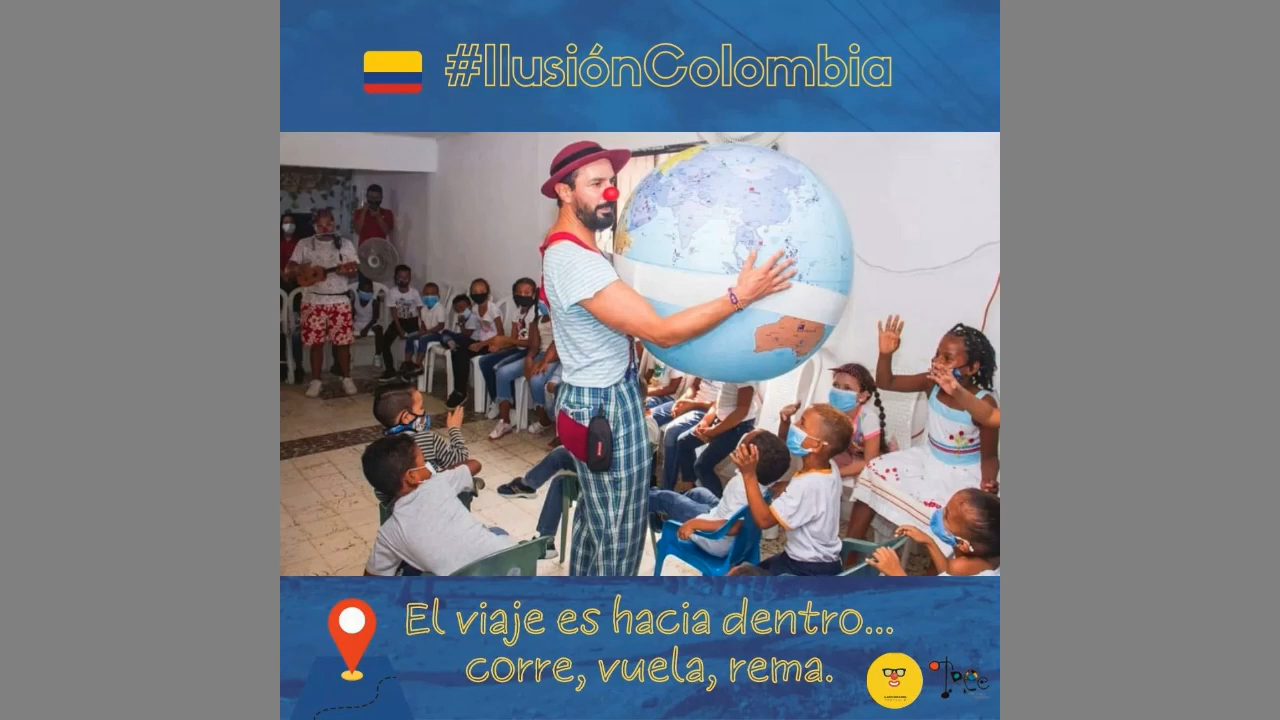 #IlusiónColombia
El viaje es hacia dentro...
corre, vuela, rema.